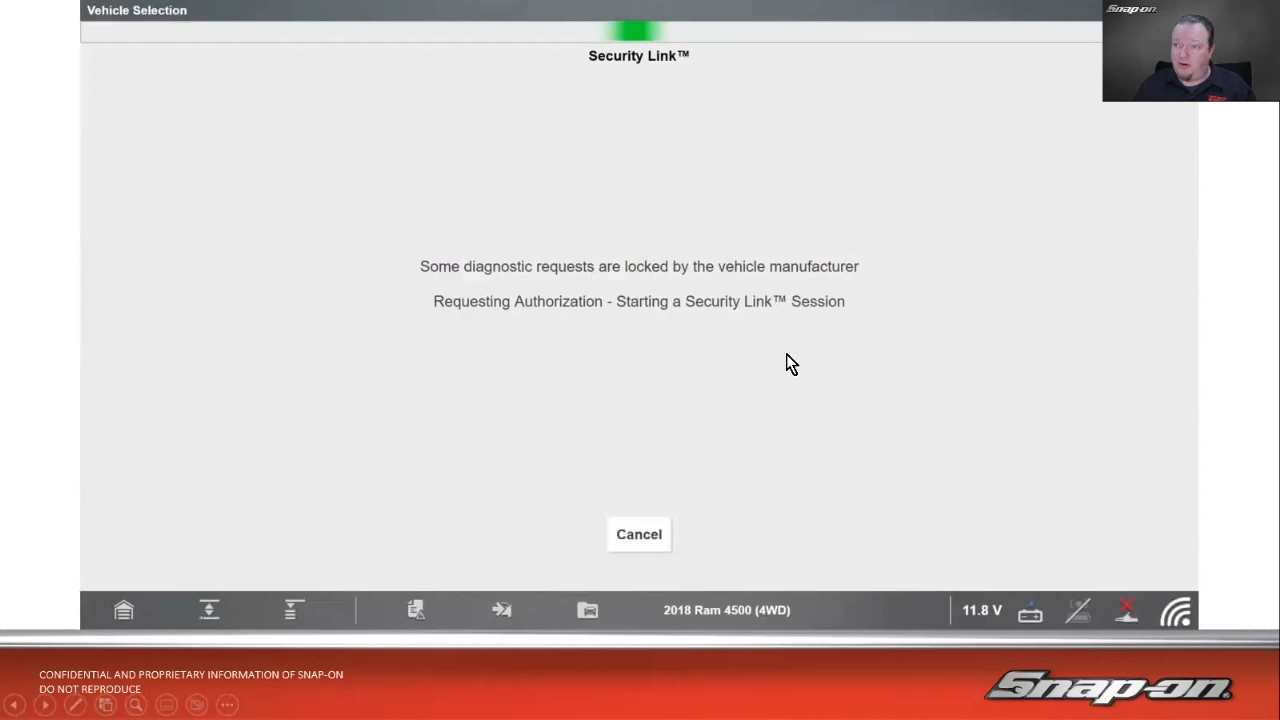 Vehicle Selection
Snap-on
Security Link™
Some diagnostic requests are locked by the vehicle manufacturer
Requesting Authorization - Starting a Security Link™ Session
Cancel
2018 Ram 4500 (4WD)
11.8 V
CONFIDENTIAL AND PROPRIETARY INFORMATION OF SNAP-ON
DO NOT REPRODUCE
Snap-on